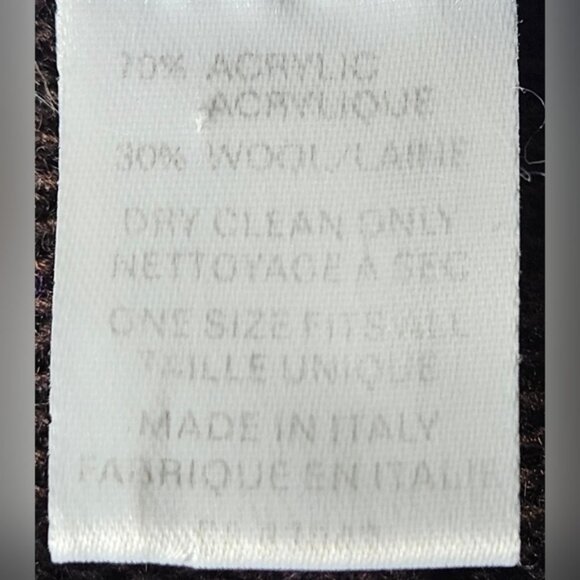 70% ACRYLIC
ACRYLIQUE
30% WOOL/LAINE
DRY CLEAN ONLY
NETTOYAGE A SEC
ONE SIZE FITS ALL
TAILLE UNIQUE
MADE IN ITALY
FABRIQUE EN ITALIE